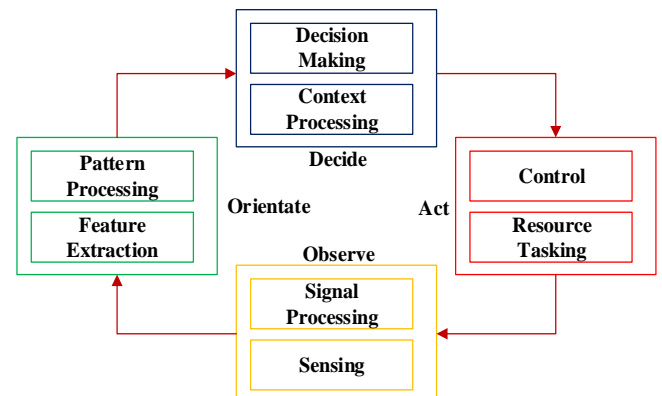 Decision
Making
Context
Processing
Decide
Pattern
Processing
Feature
Extraction
Orientate
Act
Control
Resource
Tasking
Observe
Signal
Processing
Sensing